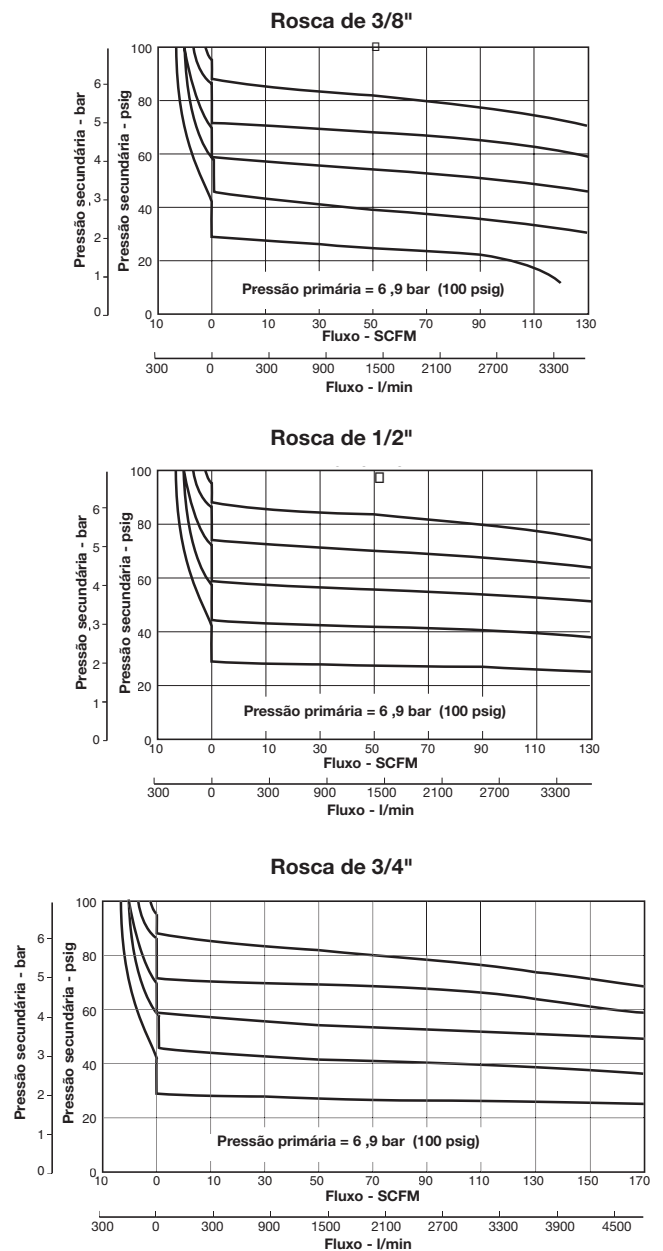 Rosca de 3/8"
Pressão secundária - bar
6
5
4
3
2
1
0
Pressão secundária - psig
100
80
60
40
20
0
Pressão primária = 6 ,9 bar (100 psig)
10 0 10 30 50 70 90 110 130
Fluxo - SCFM
300 0 300 900 1500 2100 2700 3300
Fluxo - l/min
Rosca de 1/2"
Pressão secundária - bar
6
5
4
3
2
1
0
Pressão secundária - psig
100
80
60
40
20
0
Pressão primária = 6 ,9 bar (100 psig)
10 0 10 30 50 70 90 110 130
Fluxo - SCFM
300 0 300 900 1500 2100 2700 3300
Fluxo - l/min
Rosca de 3/4"
Pressão secundária - bar
6
5
4
3
2
1
0
Pressão secundária - psig
100
80
60
40
20
0
Pressão primária = 6 ,9 bar (100 psig)
10 0 10 30 50 70 90 110 130 150 170
Fluxo - SCFM
300 0 300 900 1500 2100 2700 3300 3900 4500
Fluxo - l/min